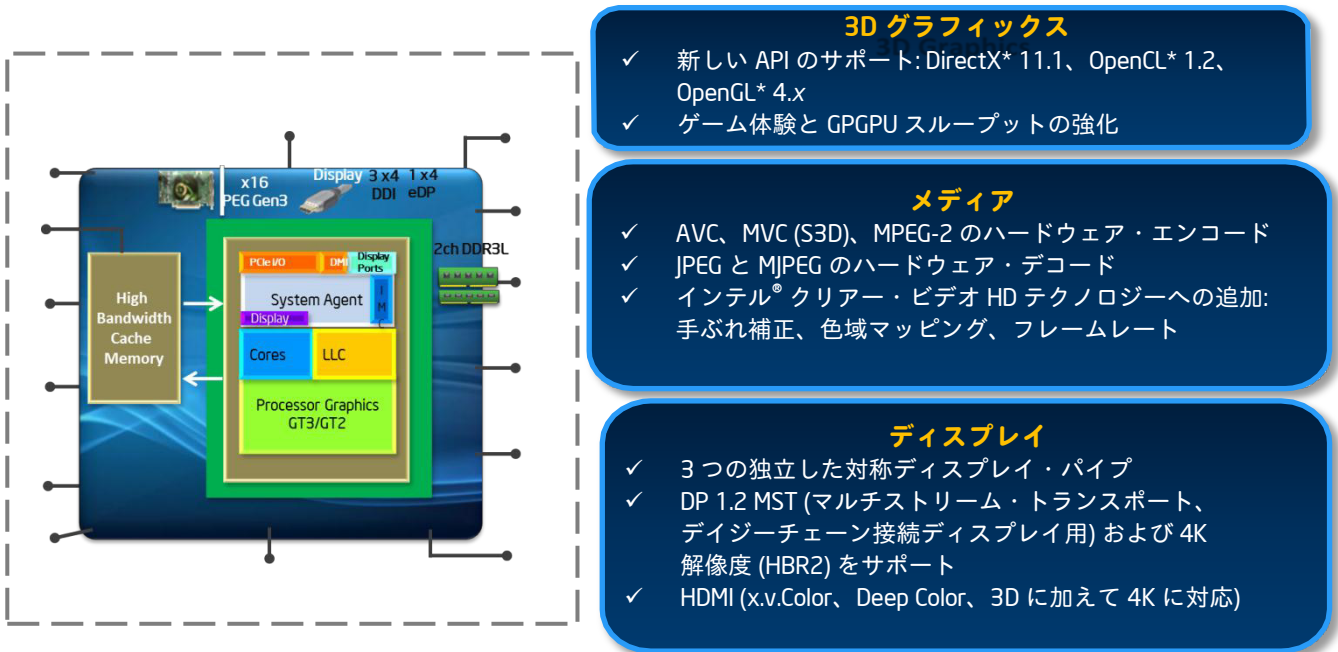 x16
PEG Gen3
Display
3 x4
DDI
1 x4
eDP
2ch DDR3L
High
Bandwidth
Cache
Memory
PCIe I/O
DMI
Display
Ports
System Agent
I
M
C
Display
Cores
LLC
Processor Graphics
GT3/GT2
3D グラフィックス
3D Graphics
✓ 新しい API のサポート: DirectX* 11.1、OpenCL* 1.2、
OpenGL* 4.x
✓ ゲーム体験と GPGPU スループットの強化
メディア
✓ AVC、MVC (S3D)、MPEG-2 のハードウェア・エンコード
✓ JPEG と MJPEG のハードウェア・デコード
✓ インテル® クリアー・ビデオ HD テクノロジーへの追加:
手ぶれ補正、色域マッピング、フレームレート
ディスプレイ
✓ 3 つの独立した対称ディスプレイ・パイプ
✓ DP 1.2 MST (マルチストリーム・トランスポート、
デイジーチェーン接続ディスプレイ用) および 4K
解像度 (HBR2) をサポート
✓ HDMI (x.v.Color、Deep Color、3D に加えて 4K に対応)